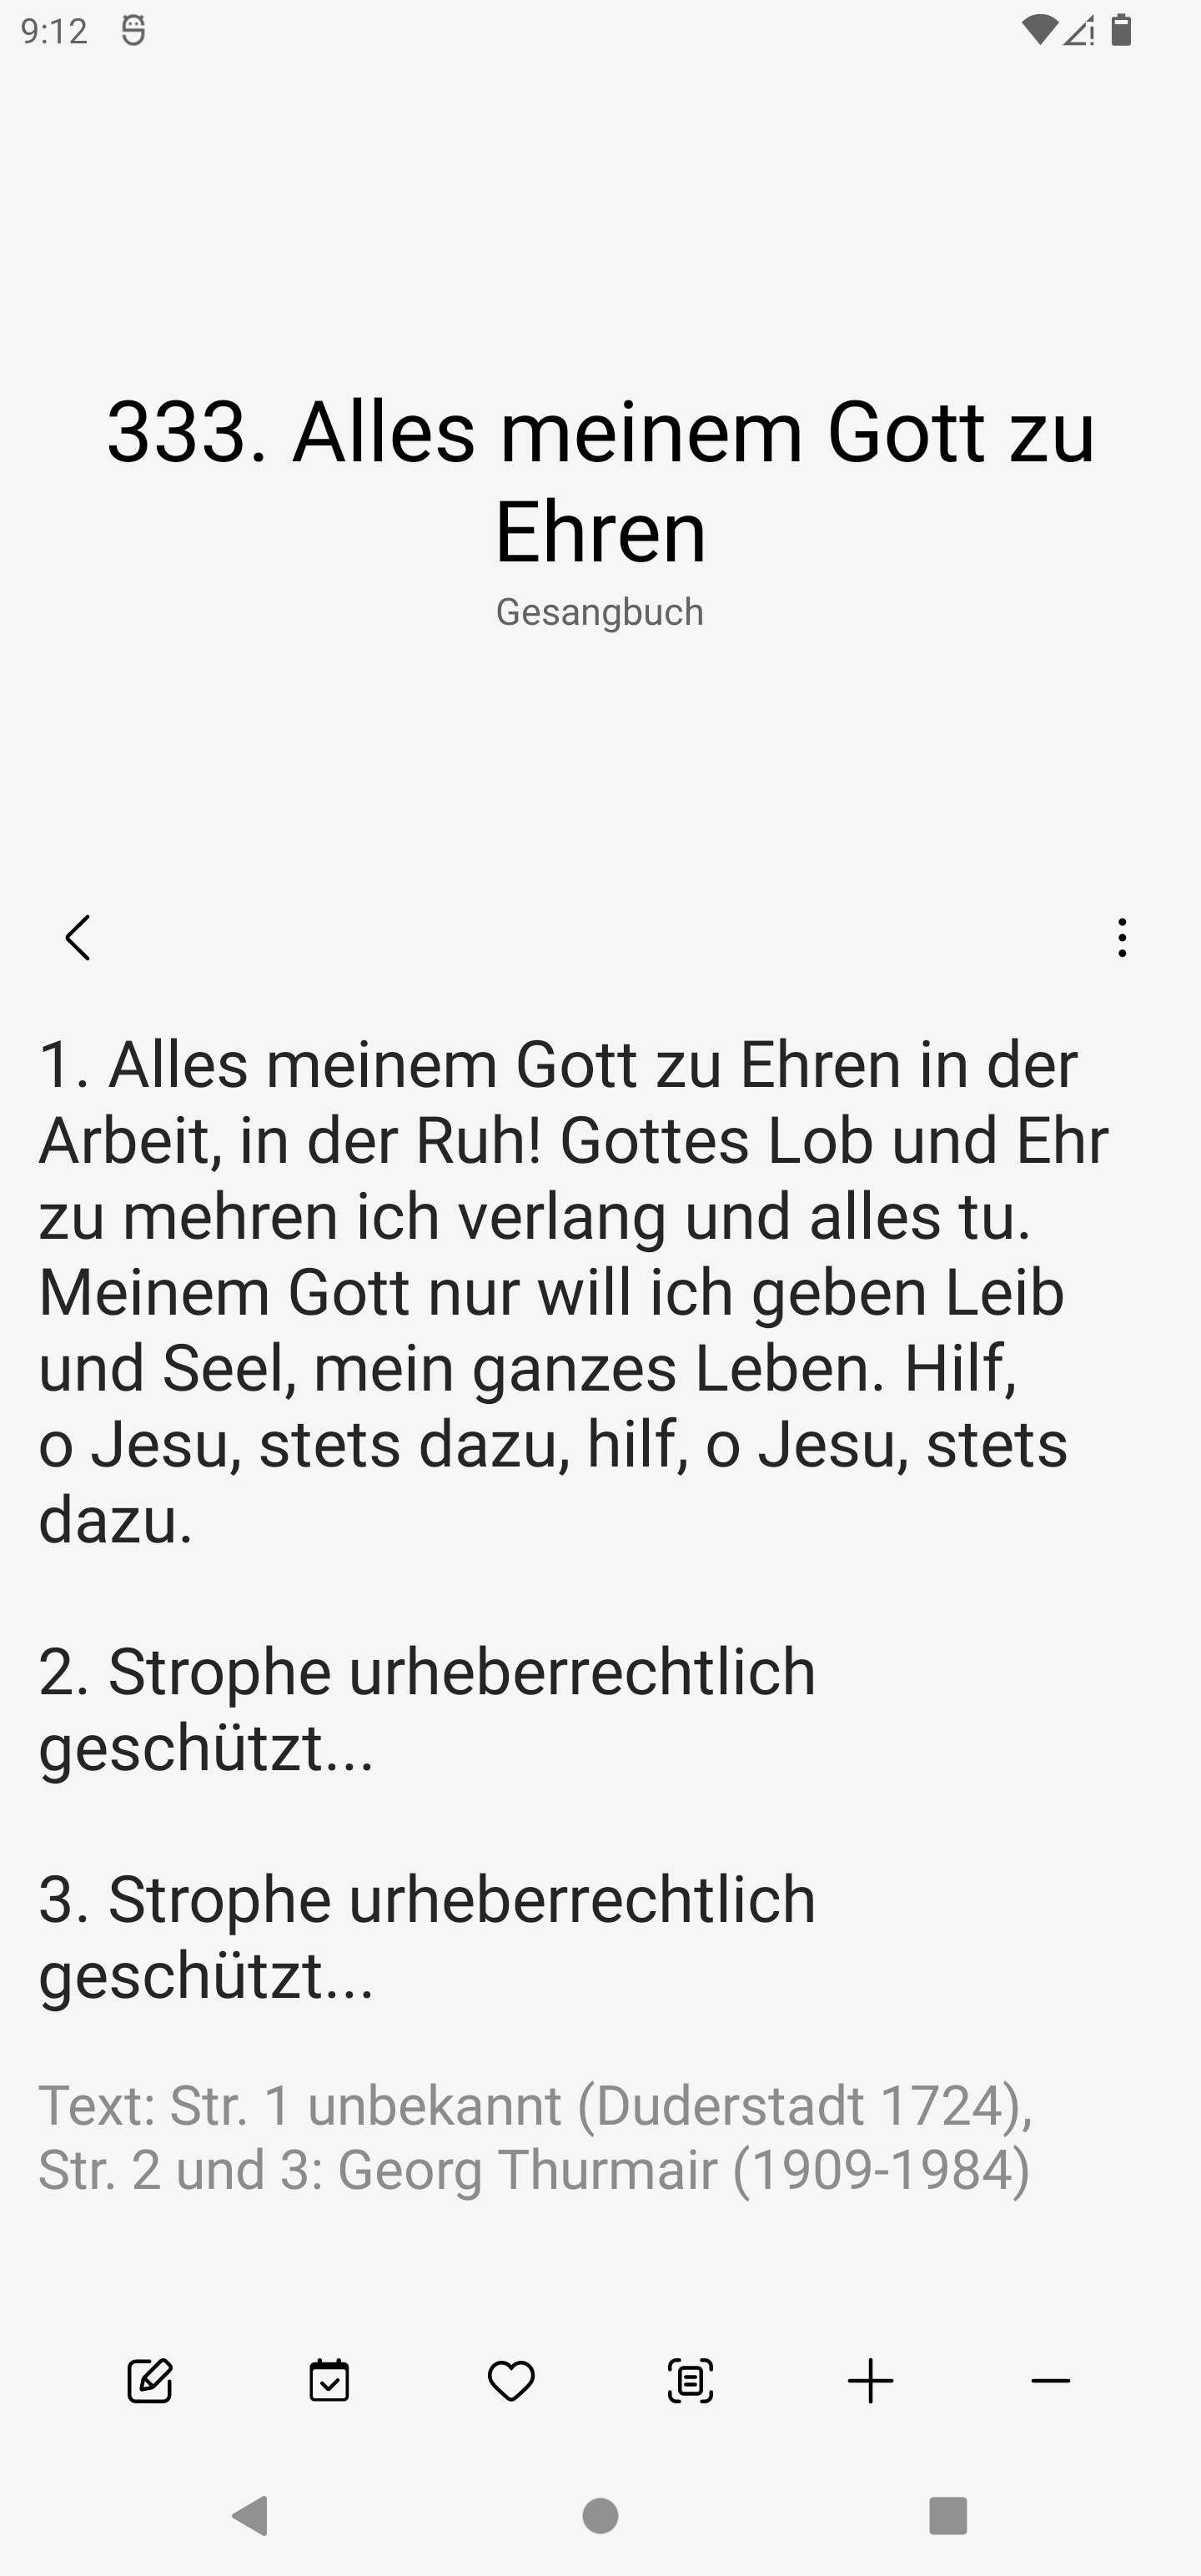 9:12
333. Alles meinem Gott zu
Ehren
Gesangbuch
1. Alles meinem Gott zu Ehren in der
Arbeit, in der Ruh! Gottes Lob und Ehr
zu mehren ich verlang und alles tu.
Meinem Gott nur will ich geben Leib
und Seel, mein ganzes Leben. Hilf,
o Jesu, stets dazu, hilf, o Jesu, stets
dazu.
2. Strophe urheberrechtlich
geschützt...
3. Strophe urheberrechtlich
geschützt...
Text: Str. 1 unbekannt (Duderstadt 1724),
Str. 2 und 3: Georg Thurmair (1909-1984)